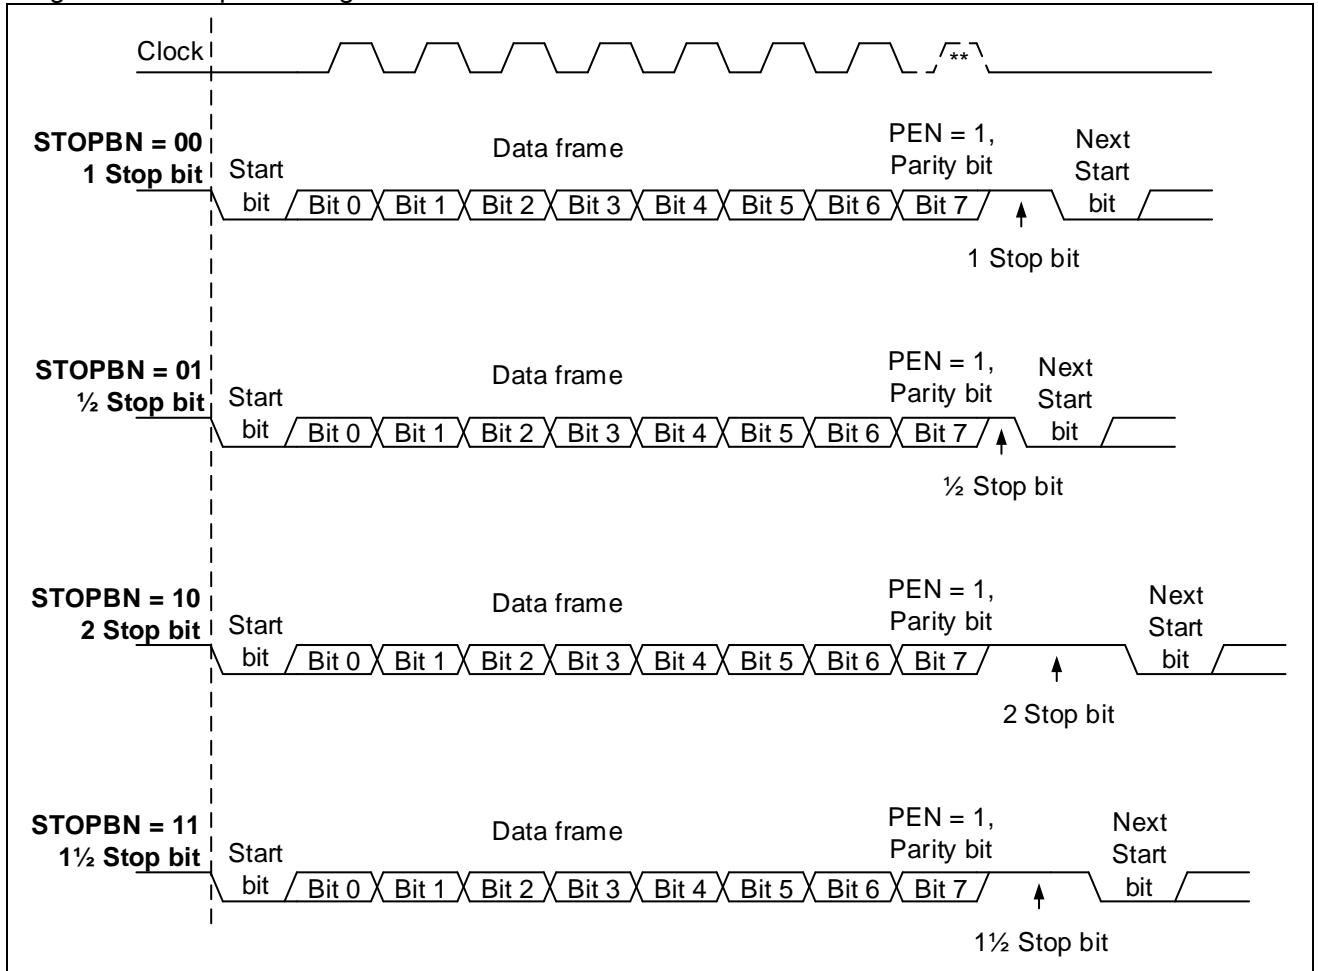 Clock
**
STOPBN = 00
1 Stop bit
Start
bit
Data frame
PEN = 1,
Parity bit
Next
Start
bit
Bit 0 Bit 1 Bit 2 Bit 3 Bit 4 Bit 5 Bit 6 Bit 7
1 Stop bit
STOPBN = 01
½ Stop bit
Start
bit
Data frame
PEN = 1,
Parity bit
Next
Start
bit
Bit 0 Bit 1 Bit 2 Bit 3 Bit 4 Bit 5 Bit 6 Bit 7
½ Stop bit
STOPBN = 10
2 Stop bit
Start
bit
Data frame
PEN = 1,
Parity bit
Next
Start
bit
Bit 0 Bit 1 Bit 2 Bit 3 Bit 4 Bit 5 Bit 6 Bit 7
2 Stop bit
STOPBN = 11
1½ Stop bit
Start
bit
Data frame
PEN = 1,
Parity bit
Next
Start
bit
Bit 0 Bit 1 Bit 2 Bit 3 Bit 4 Bit 5 Bit 6 Bit 7
1½ Stop bit